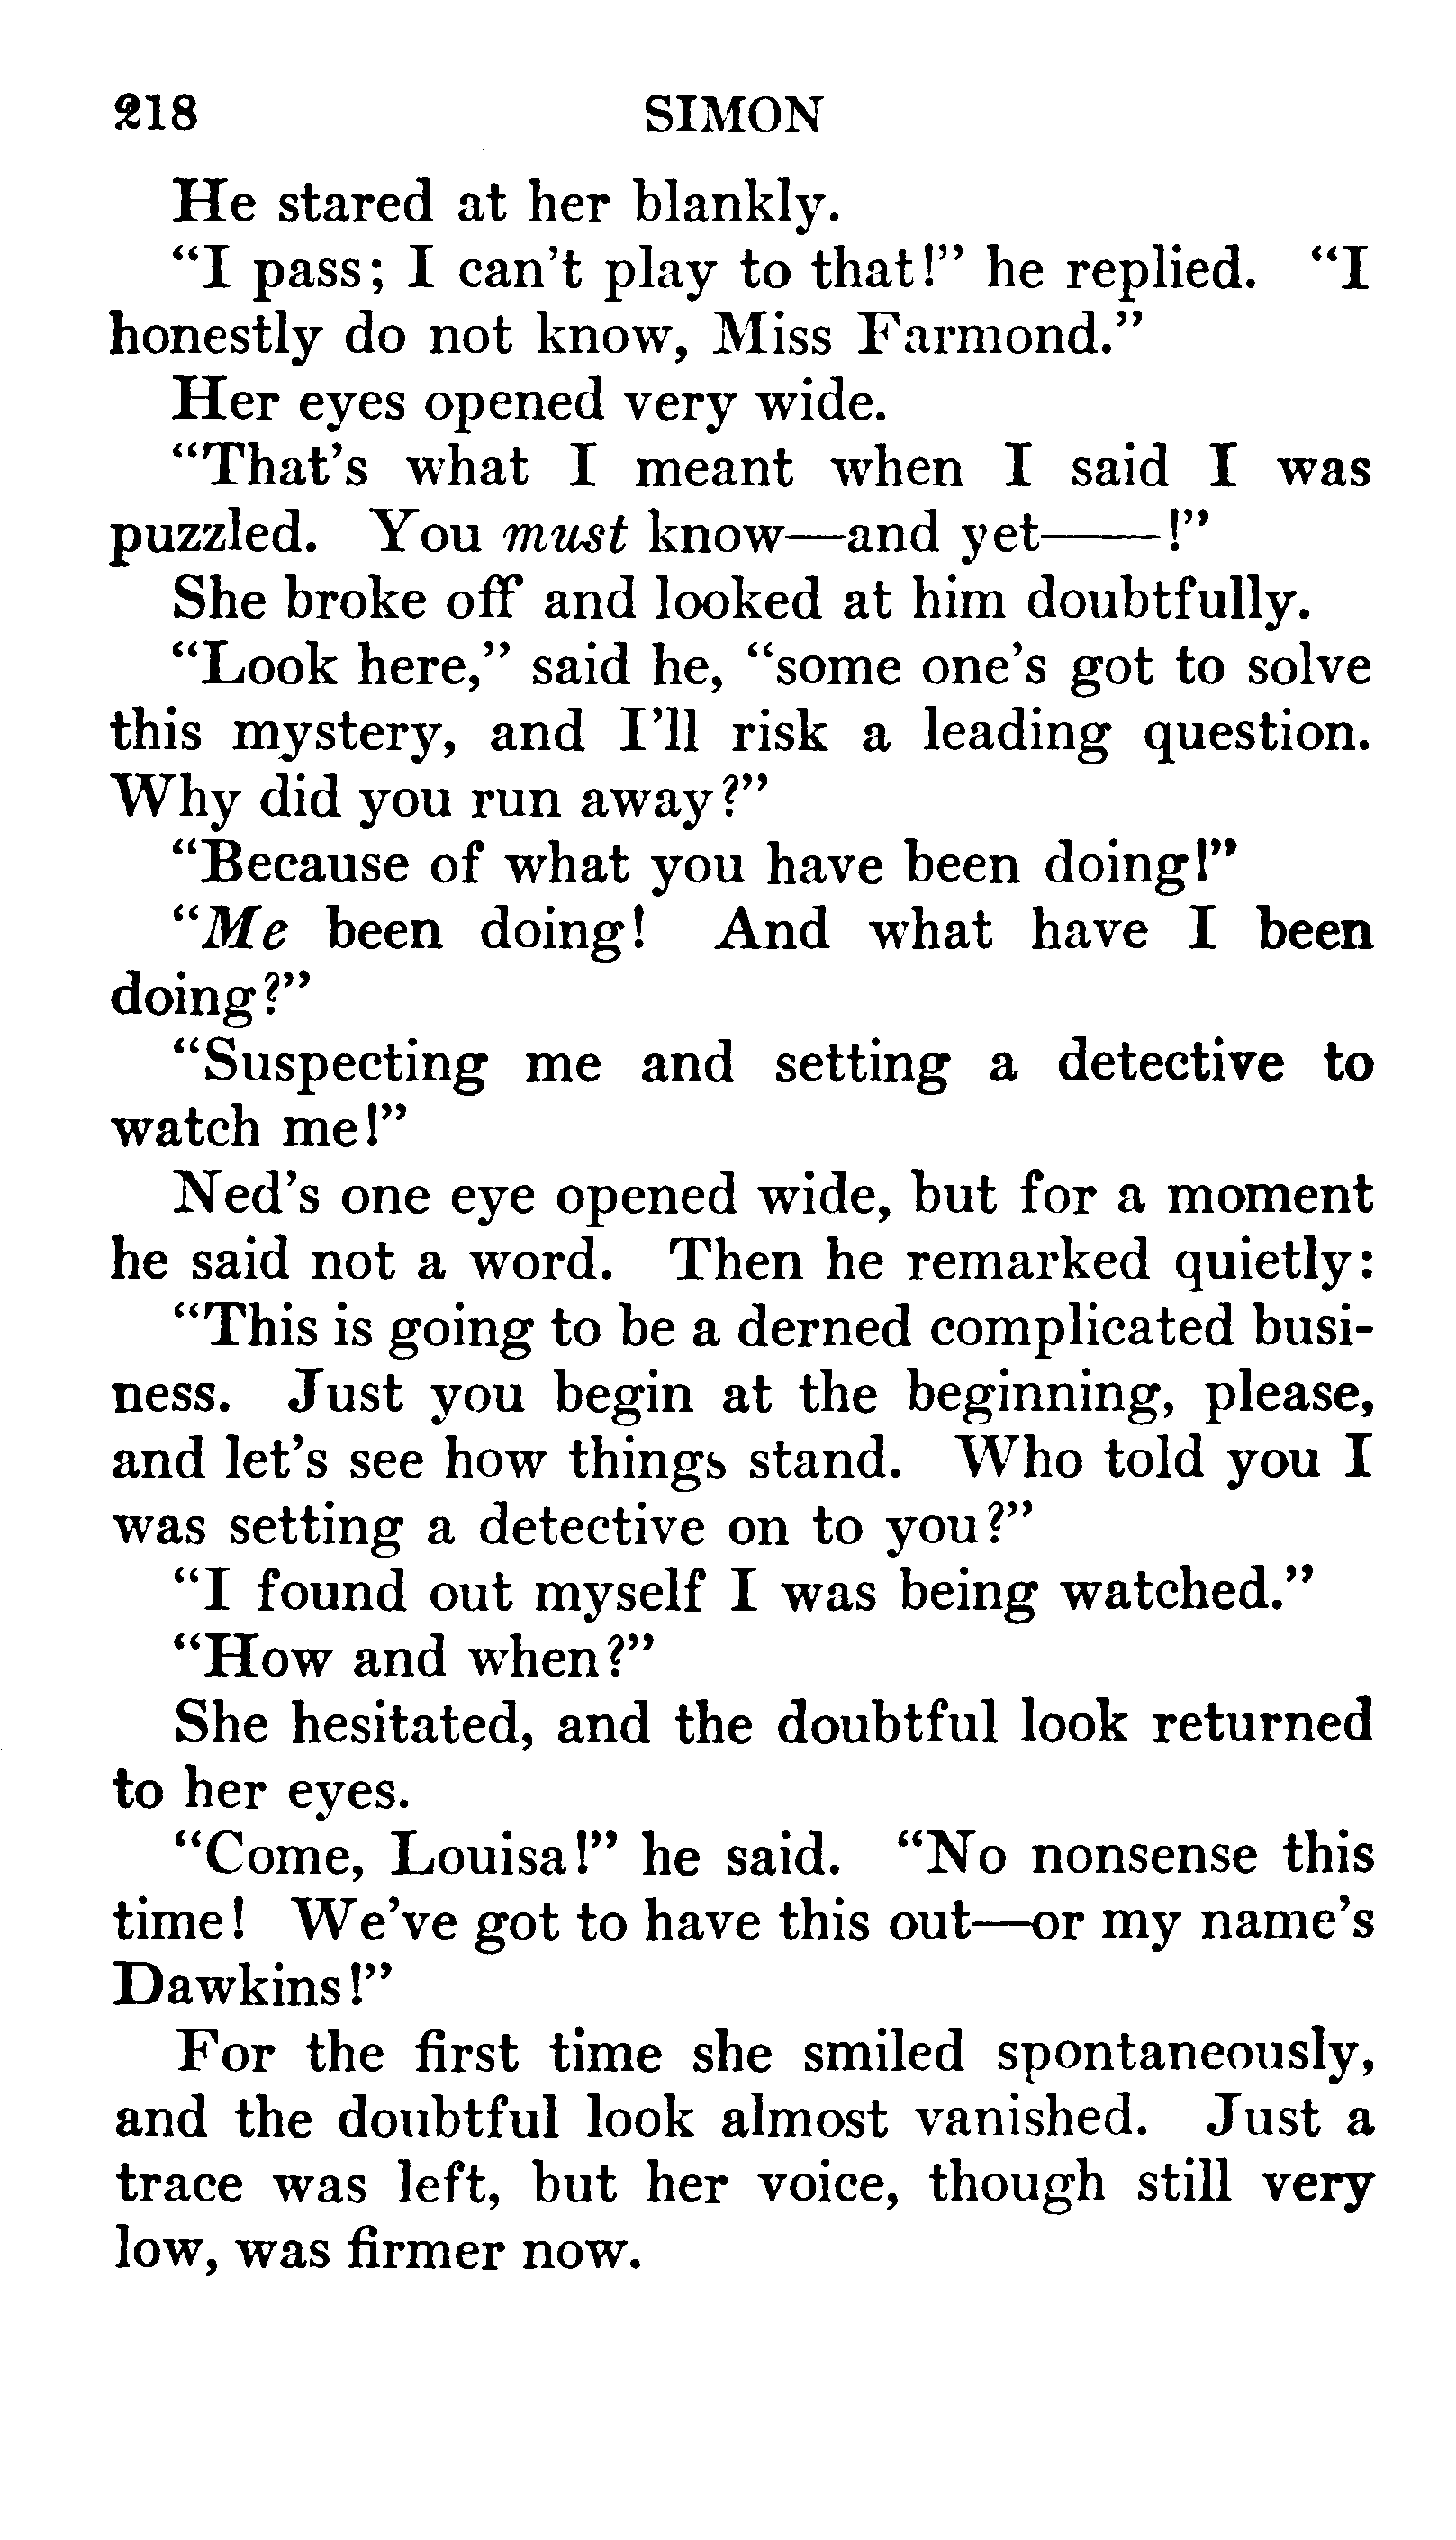 218 SIMON
He stared at her blankly.
“I pass; I can’t play to that!” he replied. “I
honestly do not know, Miss Farmond.”
Her eyes opened very wide.
“That’s what I meant when I said I was
puzzled. You must know—and yet——!”
She broke off and looked at him doubtfully.
“Look here,” said he, “some one’s got to solve
this mystery, and I’ll risk a leading question.
Why did you run away?”
“Because of what you have been doing!”
“Me been doing! And what have I been
doing?”
“Suspecting me and setting a detective to
watch me!”
Ned’s one eye opened wide, but for a moment
he said not a word. Then he remarked quietly:
“This is going to be a derned complicated busi-
ness. Just you begin at the beginning, please,
and let’s see how things stand. Who told you I
was setting a detective on to you?”
“I found out myself I was being watched.”
“How and when?”
She hesitated, and the doubtful look returned
to her eyes.
“Come, Louisa!” he said. “No nonsense this
time! We’ve got to have this out—or my name’s
Dawkins!”
For the first time she smiled spontaneously,
and the doubtful look almost vanished. Just a
trace was left, but her voice, though still very
low, was firmer now.